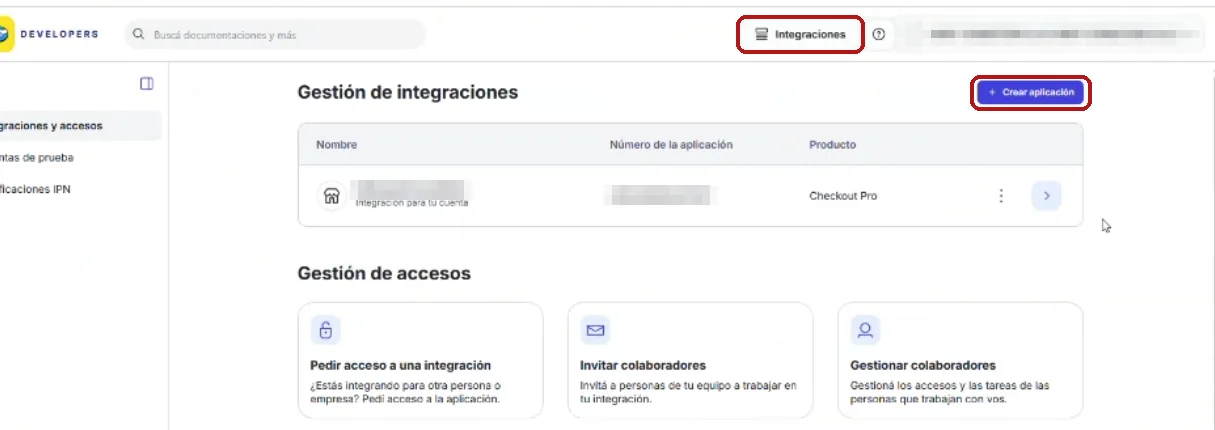 DEVELOPERS
Buscá documentaciones y más
Integraciones
Gestión de integraciones
+ Crear aplicación
graciones y accesos
ntas de prueba
ficaciones IPN
Nombre
Número de la aplicación
Producto
Integración para tu cuenta
Checkout Pro
Gestión de accesos
Pedir acceso a una integración
¿Estás integrando para otra persona o
empresa? Pedí acceso a la aplicación.
Invitar colaboradores
Invitá a personas de tu equipo a trabajar en
tu integración.
Gestionar colaboradores
Gestioná los accesos y las tareas de las
personas que trabajan con vos.